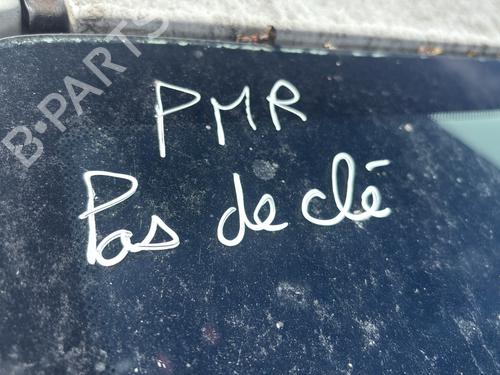 B-PARTS
PMR
Pas de clé